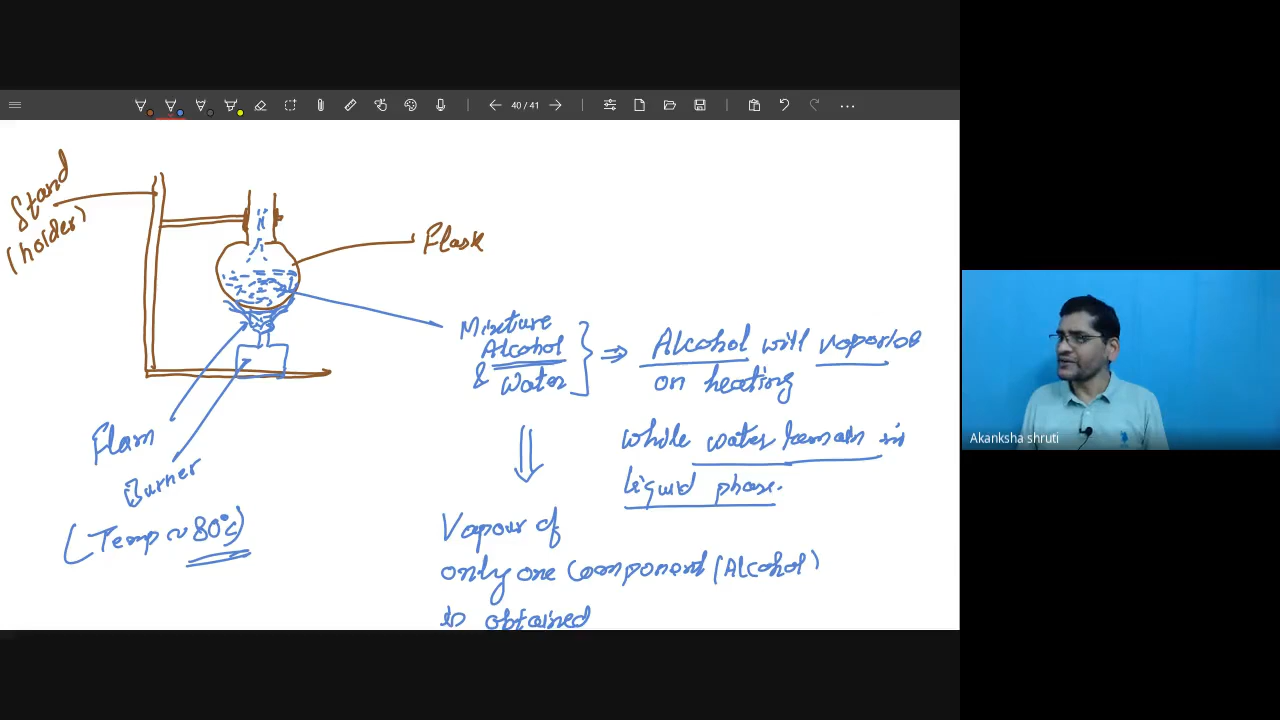 40 / 41
Stand
(holder)
Flask
Mixture
Alcohol
& Water
⇒ Alcohol will vaporise
on heating
while water remain in
liquid phase.
Flam
Burner
(Temp ~ 80°c)
Vapour of
only one component (Alcohol)
is obtained
Akanksha shruti